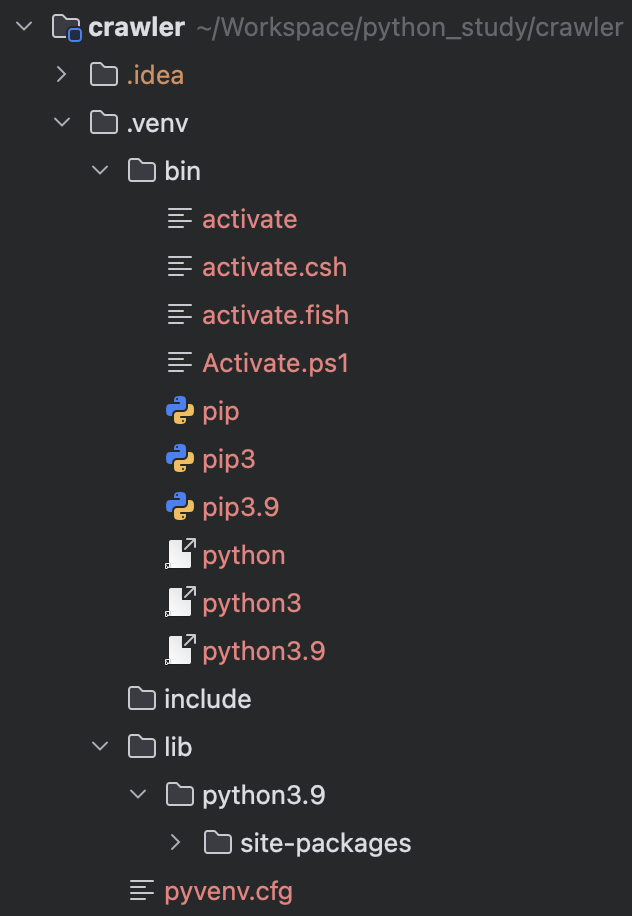 crawler ~/Workspace/python_study/crawler
.idea
.venv
bin
activate
activate.csh
activate.fish
Activate.ps1
pip
pip3
pip3.9
python
python3
python3.9
include
lib
python3.9
site-packages
pyvenv.cfg